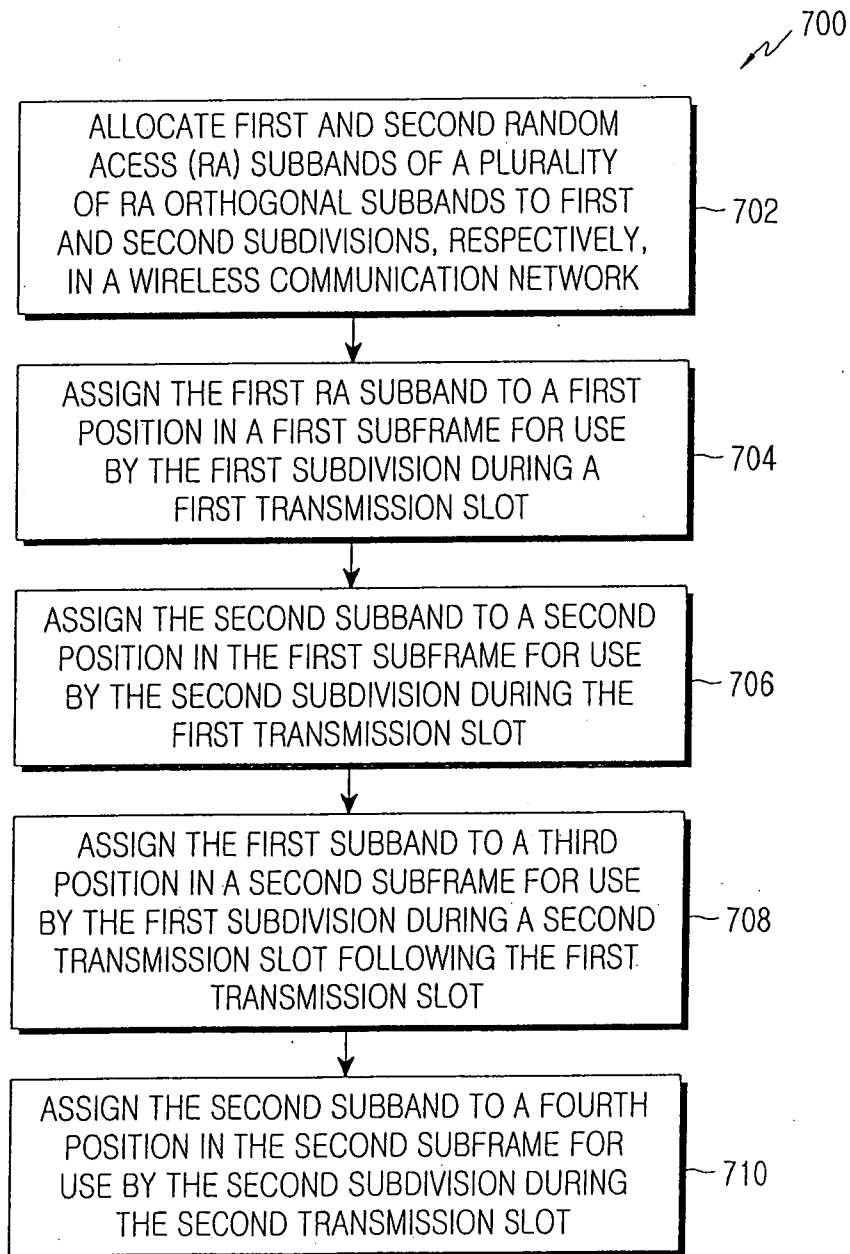 700
ALLOCATE FIRST AND SECOND RANDOM
ACESS (RA) SUBBANDS OF A PLURALITY
OF RA ORTHOGONAL SUBBANDS TO FIRST
AND SECOND SUBDIVISIONS, RESPECTIVELY,
IN A WIRELESS COMMUNICATION NETWORK
702
ASSIGN THE FIRST RA SUBBAND TO A FIRST
POSITION IN A FIRST SUBFRAME FOR USE
BY THE FIRST SUBDIVISION DURING A
FIRST TRANSMISSION SLOT
704
ASSIGN THE SECOND SUBBAND TO A SECOND
POSITION IN THE FIRST SUBFRAME FOR USE
BY THE SECOND SUBDIVISION DURING THE
FIRST TRANSMISSION SLOT
706
ASSIGN THE FIRST SUBBAND TO A THIRD
POSITION IN A SECOND SUBFRAME FOR USE
BY THE FIRST SUBDIVISION DURING A SECOND
TRANSMISSION SLOT FOLLOWING THE FIRST
TRANSMISSION SLOT
708
ASSIGN THE SECOND SUBBAND TO A FOURTH
POSITION IN THE SECOND SUBFRAME FOR
USE BY THE SECOND SUBDIVISION DURING
THE SECOND TRANSMISSION SLOT
710